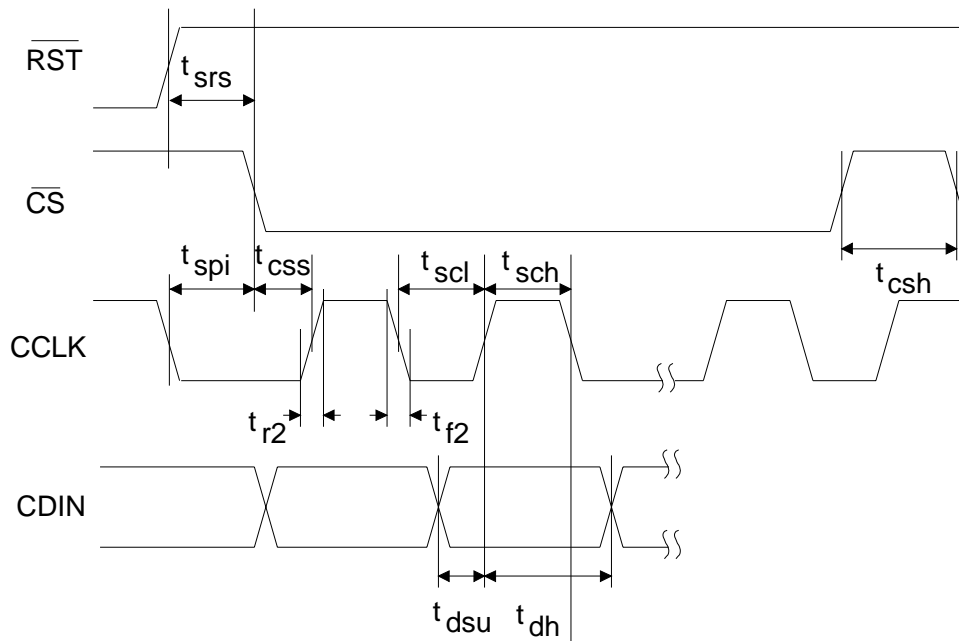 RST
t srs
CS
t spi
t css
t scl
t sch
t csh
CCLK
t r2
t f2
CDIN
t dsu
t dh